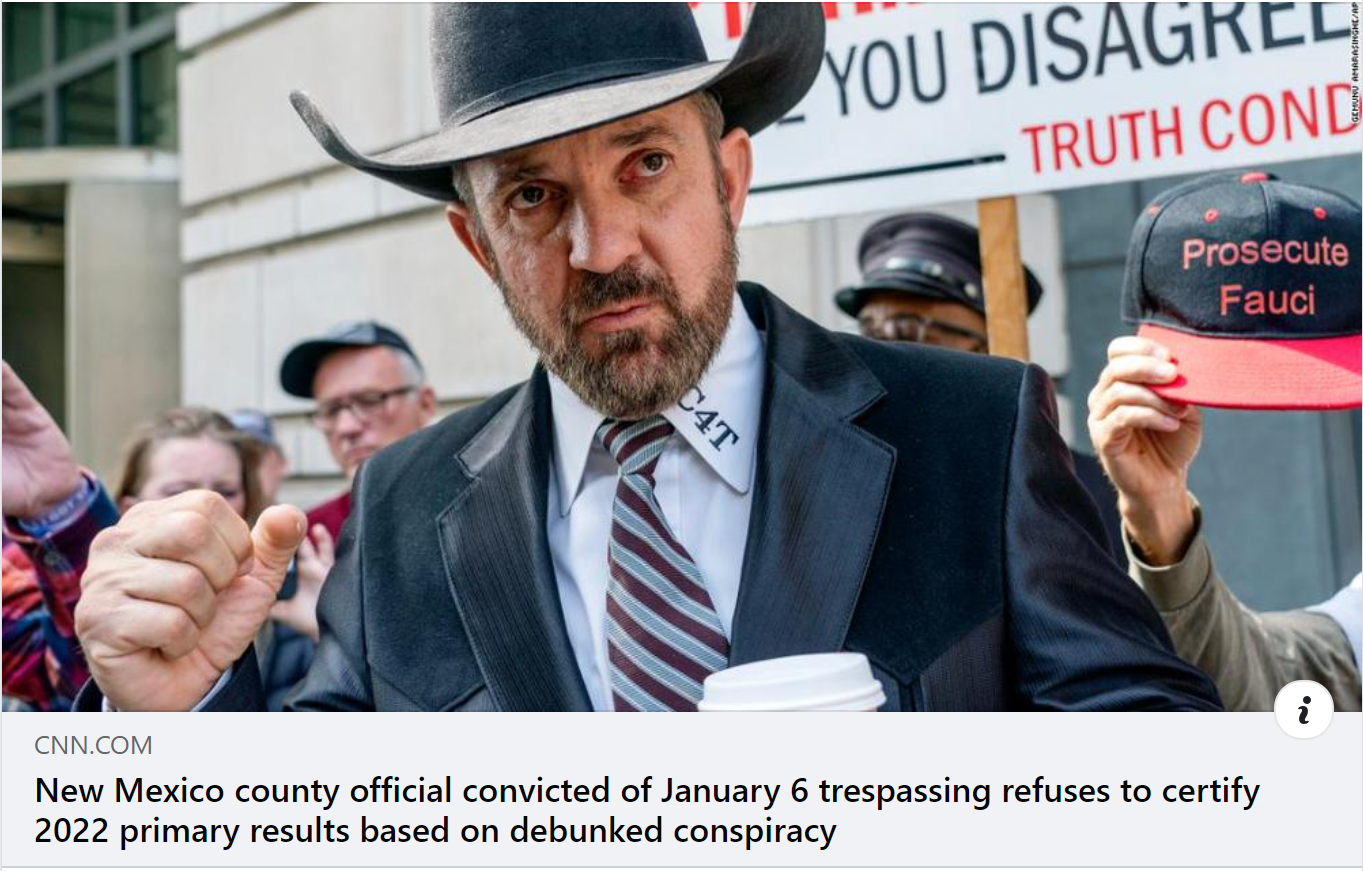 YOU DISAGREE
TRUTH COND
GEMUNU AMARASINGHE/AP
Prosecute
Fauci
C4T
i
CNN.COM
New Mexico county official convicted of January 6 trespassing refuses to certify
2022 primary results based on debunked conspiracy